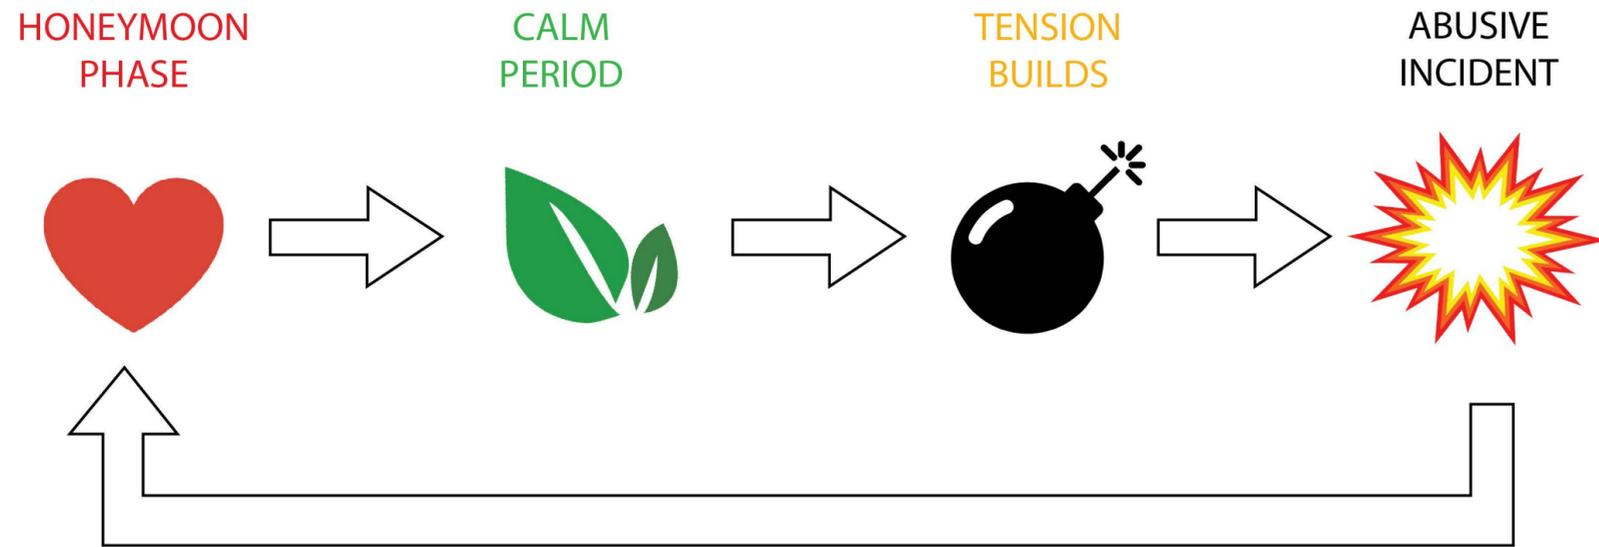 HONEYMOON
PHASE
CALM
PERIOD
TENSION
BUILDS
ABUSIVE
INCIDENT